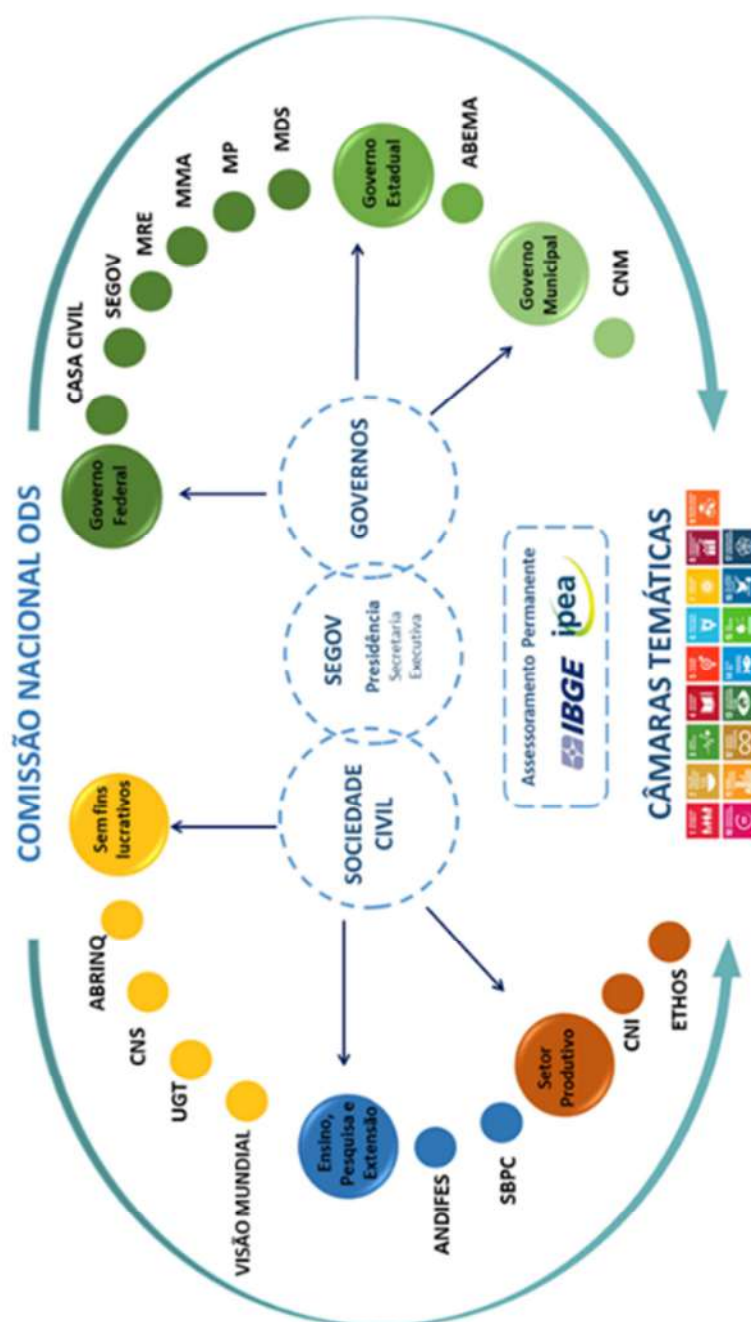 COMISSÃO NACIONAL ODS
Sem fins
lucrativos
ABRINQ
CNS
UGT
VISÃO MUNDIAL
Ensino,
Pesquisa e
Extensão
ANDIFES
SBPC
Setor
Produtivo
CNI
ETHOS
SOCIEDADE
CIVIL
SEGOV
Presidência
Secretaria
Executiva
GOVERNOS
Governo
Federal
CASA CIVIL
SEGOV
MRE
MMA
MP
MDS
Governo
Estadual
ABEMA
Governo
Municipal
CNM
Assessoramento Permanente
IBGE
ipea
CÂMARAS TEMÁTICAS